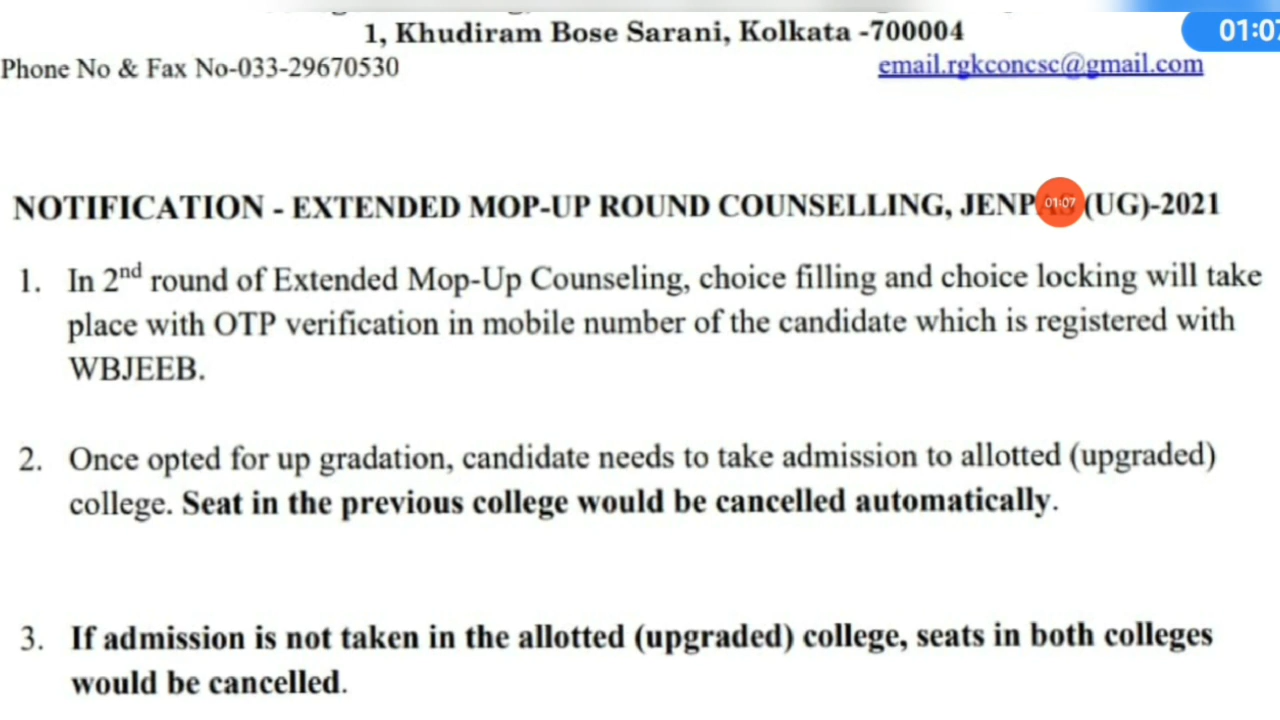 1, Khudiram Bose Sarani, Kolkata -700004
01:07
Phone No & Fax No-033-29670530 email.rgkconcsc@gmail.com
NOTIFICATION - EXTENDED MOP-UP ROUND COUNSELLING, JENPAS (UG)-2021
01:07
1. In 2nd round of Extended Mop-Up Counseling, choice filling and choice locking will take
place with OTP verification in mobile number of the candidate which is registered with
WBJEEB.
2. Once opted for up gradation, candidate needs to take admission to allotted (upgraded)
college. Seat in the previous college would be cancelled automatically.
3. If admission is not taken in the allotted (upgraded) college, seats in both colleges
would be cancelled.